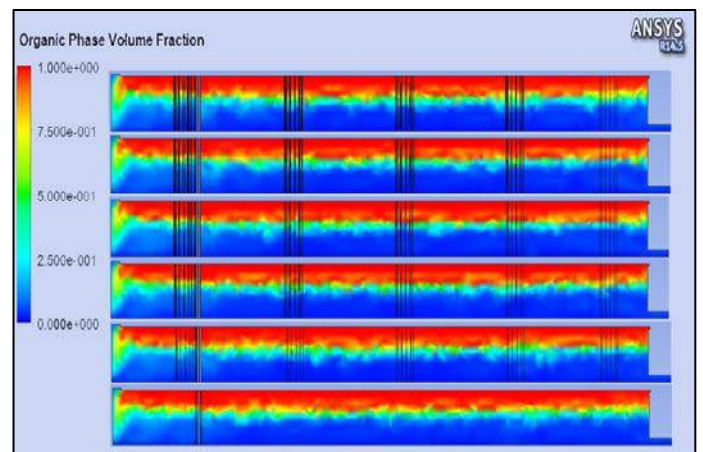 ANSYS
R14.5
Organic Phase Volume Fraction
1.000e+000
7.500e-001
5.000e-001
2.500e-001
0.000e+000